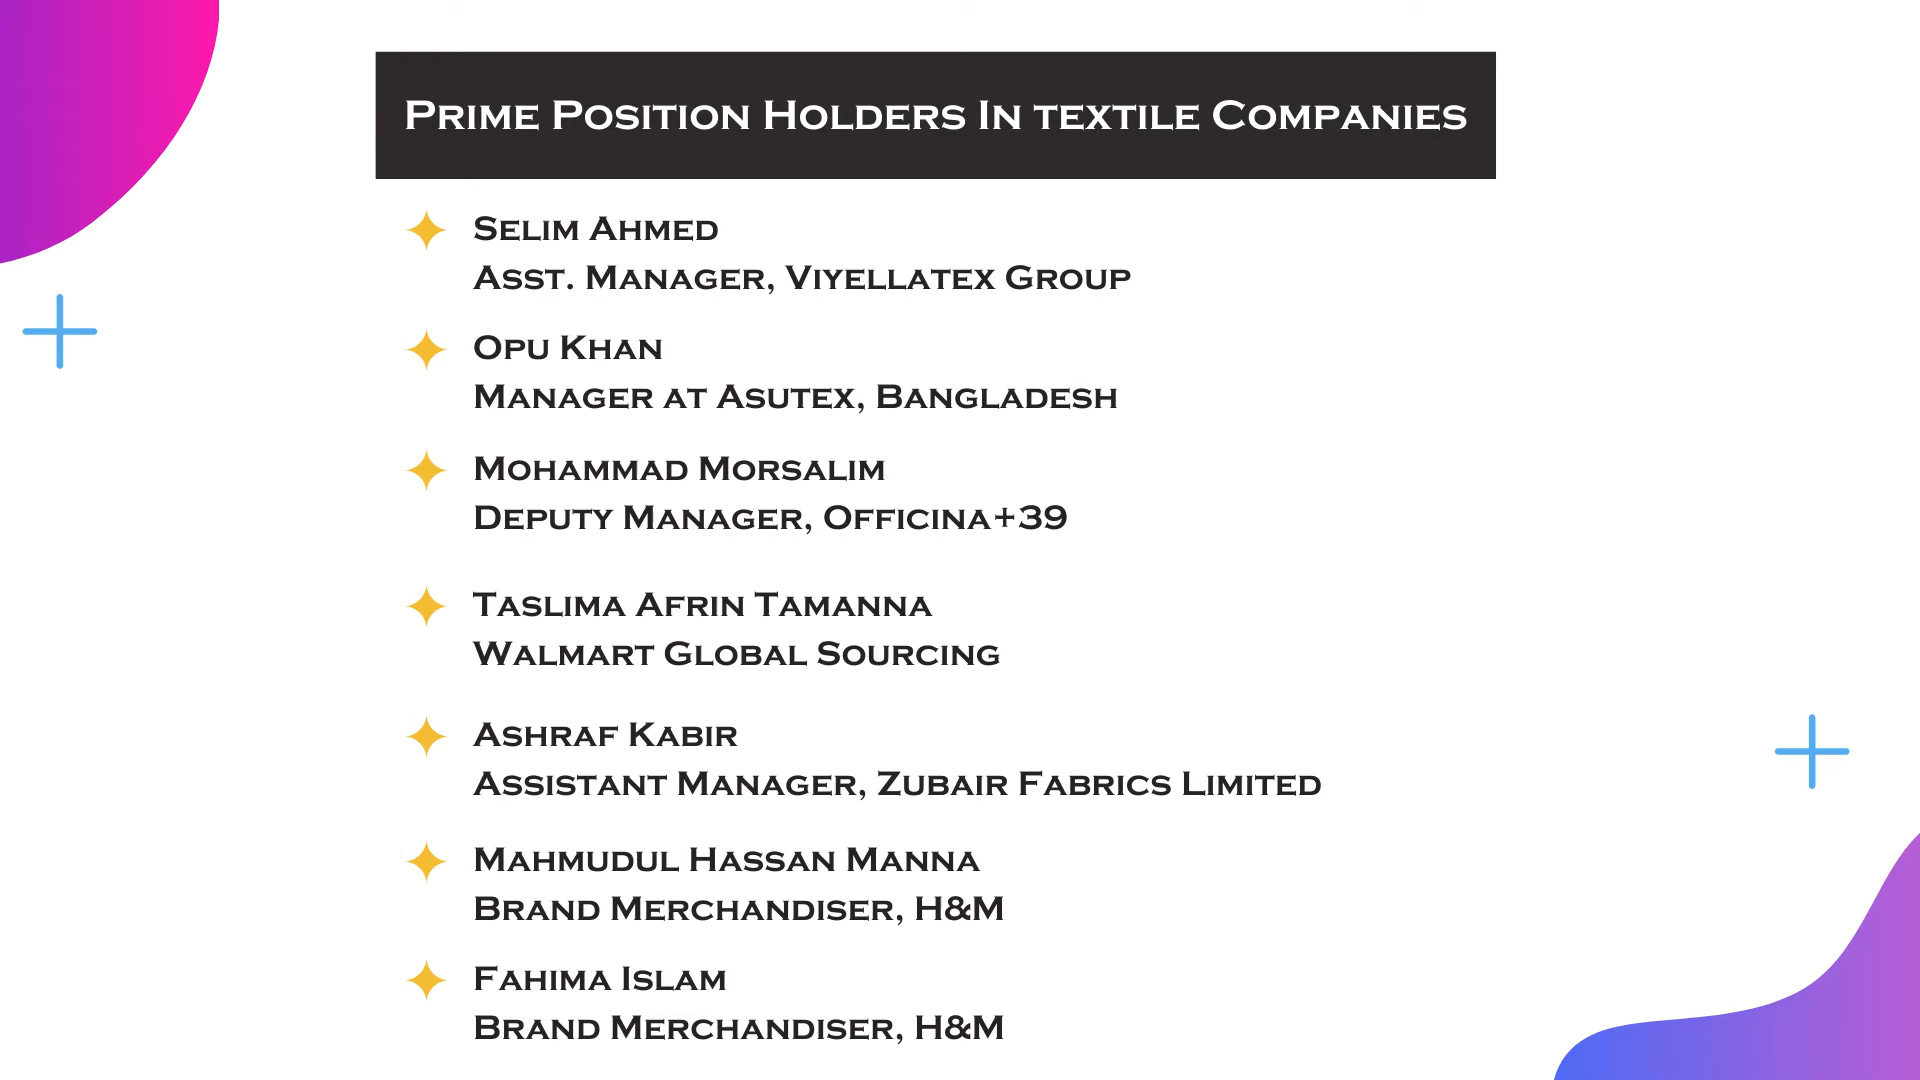 Prime Position Holders In textile Companies
Selim Ahmed
Asst. Manager, Viyellatex Group
Opu Khan
Manager at Asutex, Bangladesh
Mohammad Morsalim
Deputy Manager, Officina+39
Taslima Afrin Tamanna
Walmart Global Sourcing
Ashraf Kabir
Assistant Manager, Zubair Fabrics Limited
Mahmudul Hassan Manna
Brand Merchandiser, H&M
Fahima Islam
Brand Merchandiser, H&M